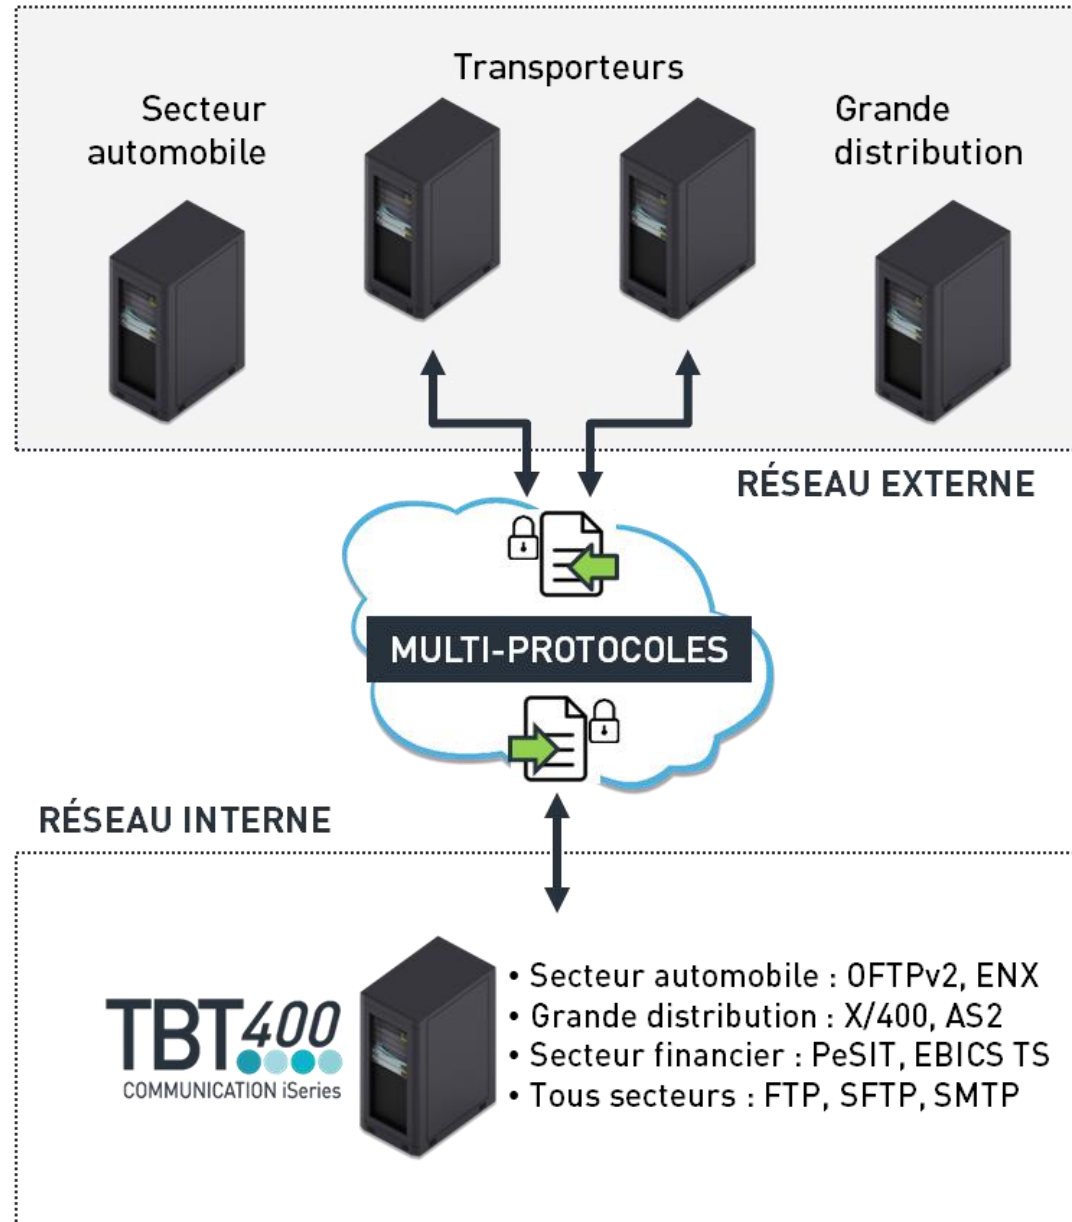 Transporteurs
Secteur
automobile
Grande
distribution
RÉSEAU EXTERNE
MULTI-PROTOCOLES
RÉSEAU INTERNE
TBT400
COMMUNICATION iSeries
• Secteur automobile : OFTPv2, ENX
• Grande distribution : X/400, AS2
• Secteur financier : PeSIT, EBICS TS
• Tous secteurs : FTP, SFTP, SMTP